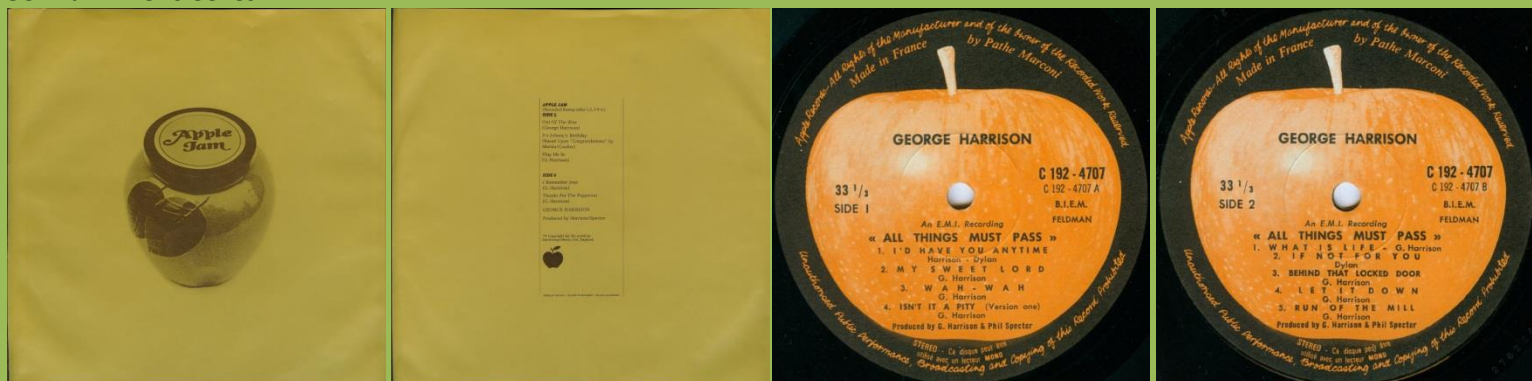 Apple
Jam
APPLE JAM
SIDE 5
Out Of The Blue
(George Harrison)
It's Johnny's Birthday
Play Me In
(G. Harrison)
SIDE 6
I Remember Jeep
(G. Harrison)
Thanks For The Pepperoni
(G. Harrison)
GEORGE HARRISON
Produced by Harrison/Spector
Apple Records-All Rights of the Manufacturer and of the Owner of the Recorded Work Reserved
Made in France by Pathe Marconi
GEORGE HARRISON
C 192 - 4707
33 1/3 C 192 - 4707 A
SIDE 1 B.I.E.M.
FELDMAN
An E.M.I. Recording
« ALL THINGS MUST PASS »
1. I'D HAVE YOU ANYTIME
Harrison - Dylan
2. MY SWEET LORD
G. Harrison
3. WAH - WAH
G. Harrison
4. ISN'T IT A PITY (Version one)
G. Harrison
Produced by G. Harrison & Phil Spector
STEREO - Ce disque peut être
utilisé avec un lecteur MONO
Unauthorised Public Performance, Broadcasting and Copying of this Record Prohibited
Apple Records-All Rights of the Manufacturer and of the Owner of the Recorded Work Reserved
Made in France by Pathe Marconi
GEORGE HARRISON
C 192 - 4707
33 1/3 C 192 - 4707 B
SIDE 2 B.I.E.M.
FELDMAN
An E.M.I. Recording
« ALL THINGS MUST PASS »
1. WHAT IS LIFE - G. Harrison
2. IF NOT FOR YOU
Dylan
3. BEHIND THAT LOCKED DOOR
G. Harrison
4. LET IT DOWN
G. Harrison
5. RUN OF THE MILL
G. Harrison
Produced by G. Harrison & Phil Spector
STEREO - Ce disque peut être
utilisé avec un lecteur MONO
Unauthorised Public Performance, Broadcasting and Copying of this Record Prohibited